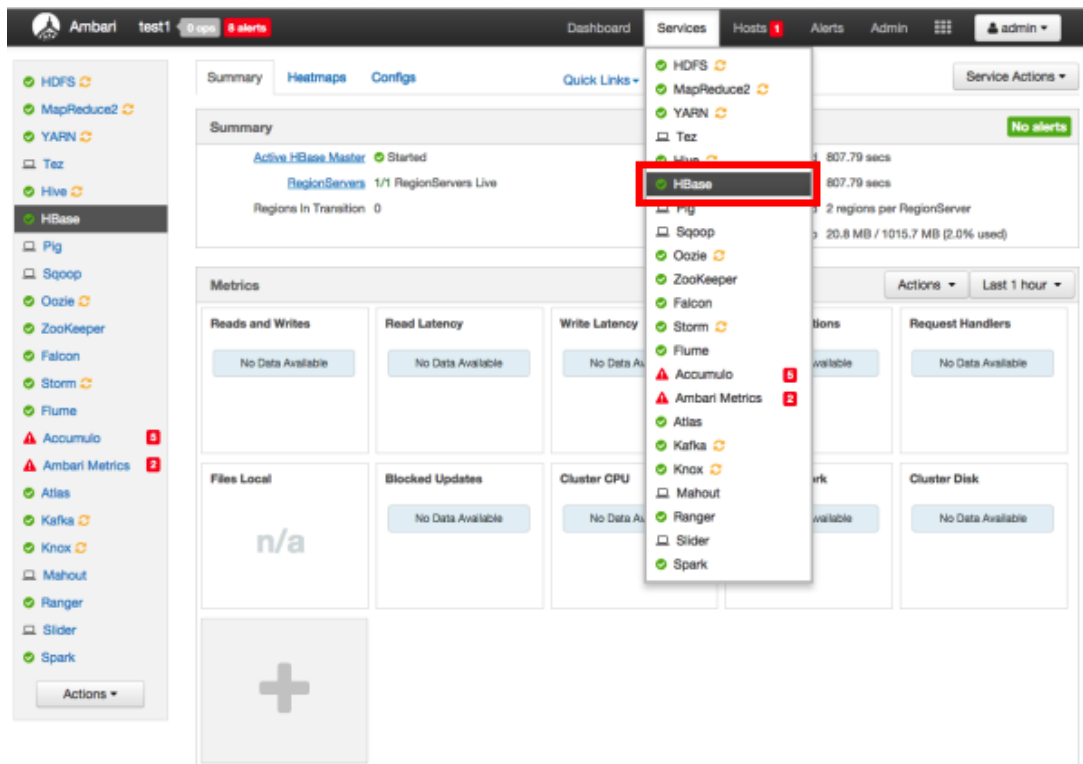 Ambari test1 0 ops 8 alerts Dashboard Services Hosts 1 Alerts Admin admin
HDFS
MapReduce2
YARN
Tez
Hive
HBase
Pig
Sqoop
Oozie
ZooKeeper
Falcon
Storm
Flume
Accumulo 5
Ambari Metrics 2
Atlas
Kafka
Knox
Mahout
Ranger
Slider
Spark
Actions
Summary Heatmaps Configs Quick Links Service Actions
Summary No alerts
Active HBase Master Started
RegionServers 1/1 RegionServers Live
Regions In Transition 0
807.79 secs
807.79 secs
2 regions per RegionServer
20.8 MB / 1015.7 MB (2.0% used)
HDFS
MapReduce2
YARN
Tez
Hive
HBase
Pig
Sqoop
Oozie
ZooKeeper
Falcon
Storm
Flume
Accumulo 5
Ambari Metrics 2
Atlas
Kafka
Knox
Mahout
Ranger
Slider
Spark
Metrics Actions Last 1 hour
Reads and Writes Read Latency Write Latency Request Handlers
No Data Available No Data Available No Data No Data Available
Files Local Blocked Updates Cluster CPU Cluster Disk
n/a No Data Available No Data No Data Available